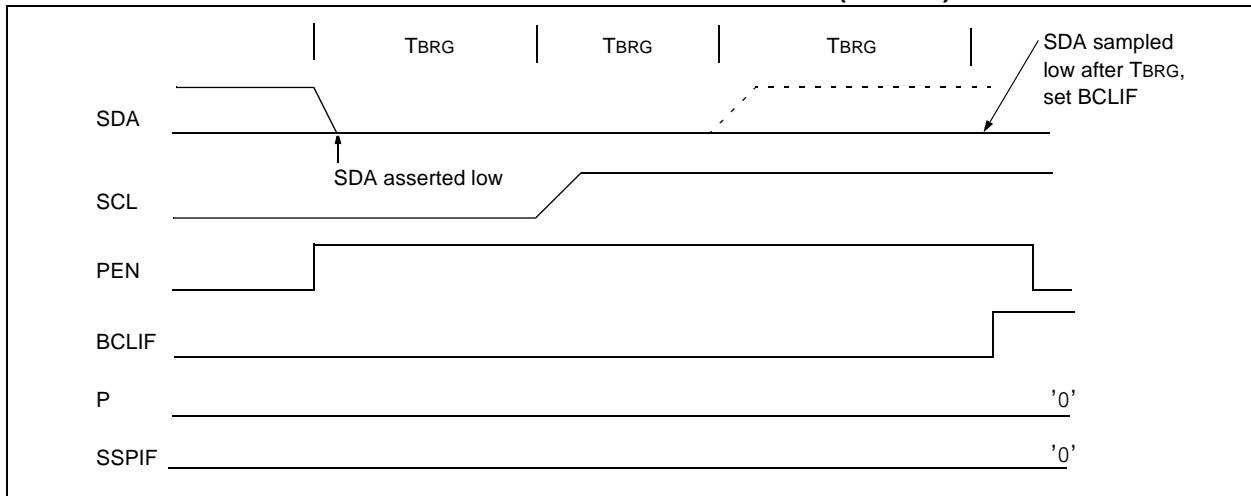 TBRG TBRG TBRG
SDA sampled
low after TBRG,
set BCLIF
SDA
SDA asserted low
SCL
PEN
BCLIF
P '0'
SSPIF '0'